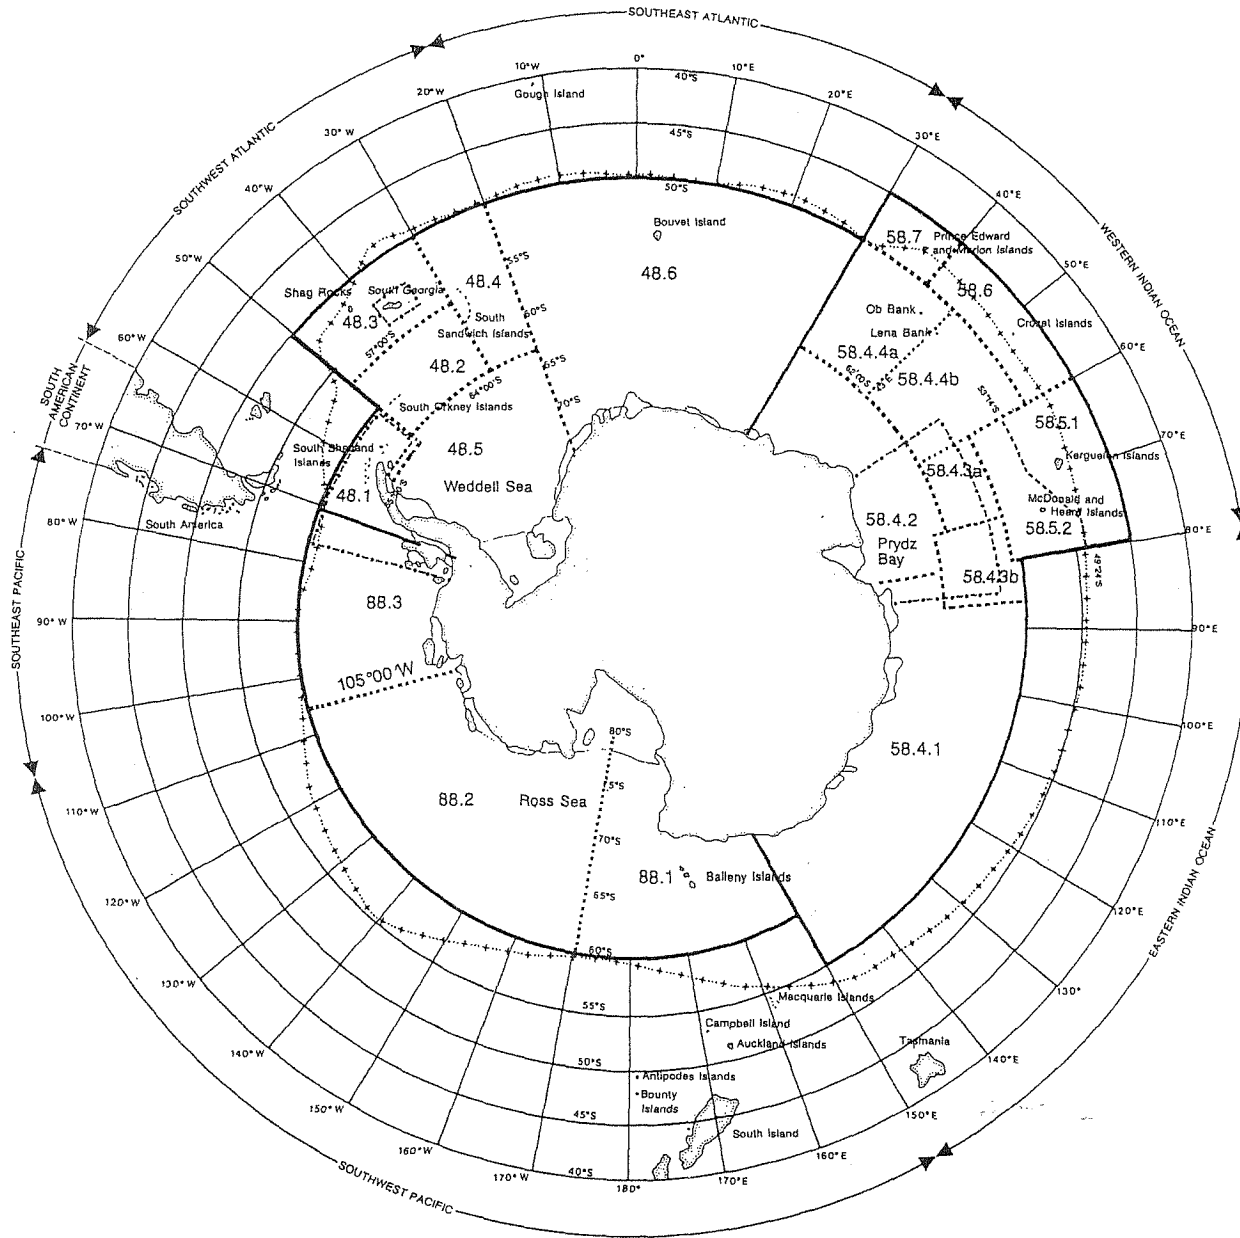 SOUTHEAST ATLANTIC
0°
10°W
40°S
10°E
20°W
Gough Island
20°E
30°W
45°S
30°E
SOUTHWEST ATLANTIC
40°W
50°S
40°E
Bouvet Island
58.7
Prince Edward
and Marion Islands
WESTERN INDIAN OCEAN
50°W
48.6
55°S
48.4
50°E
58.6
Shag Rocks
South Georgia
48.3
South
Sandwich Islands
60°S
Ob Bank
Crozet Islands
60°W
57°00'S
Lena Bank
60°E
58.4.4a
48.2
65°S
62°00'S
58.4.4b
SOUTH
AMERICAN
CONTINENT
64°00'S
70°S
South Orkney Islands
70°W
58.5.1
70°E
South Shetland
Islands
48.5
Kerguelen Islands
58.4.3a
48.1
Weddell Sea
McDonald and
Heard Islands
South America
58.4.2
58.5.2
80°W
80°E
Prydz
Bay
49°24'S
58.4.3b
88.3
SOUTHEAST PACIFIC
90°W
90°E
105°00'W
100°W
100°E
80°S
58.4.1
75°S
88.2
Ross Sea
110°W
110°E
70°S
88.1
Balleny Islands
65°S
120°W
120°E
EASTERN INDIAN OCEAN
60°S
130°W
130°
55°S
Macquarie Islands
Campbell Island
Auckland Islands
Tasmania
140°W
140°E
50°S
Antipodes Islands
Bounty
Islands
150°W
45°S
150°E
South Island
160°W
160°E
170°W
40°S
180°
170°E
SOUTHWEST PACIFIC